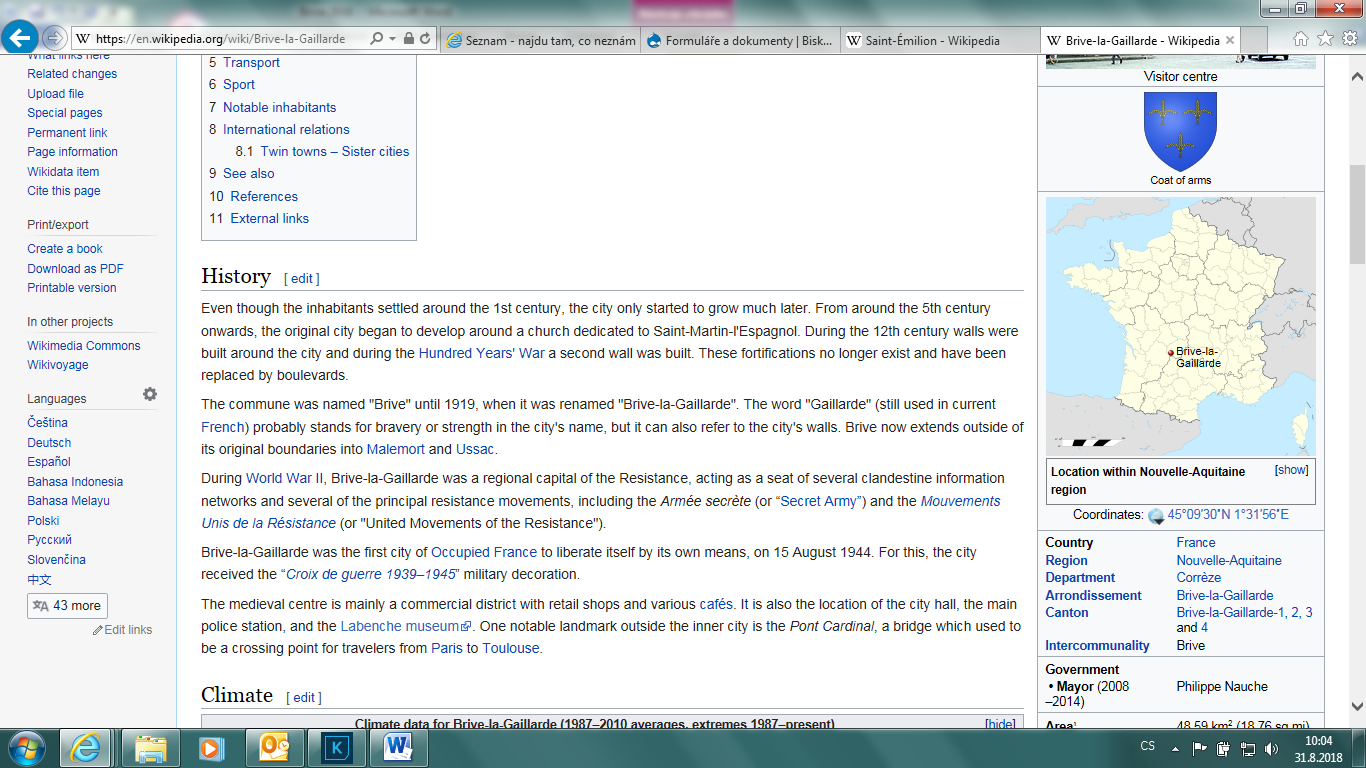 https://en.wikipedia.org/wiki/Brive-la-Gaillarde
Seznam - najdu tam, co neznám
Formuláře a dokumenty | Bisk...
Saint-Émilion - Wikipedia
Brive-la-Gaillarde - Wikipedia
What links here
Related changes
Upload file
Special pages
Permanent link
Page information
Wikidata item
Cite this page
Print/export
Create a book
Download as PDF
Printable version
In other projects
Wikimedia Commons
Wikivoyage
Languages
Čeština
Deutsch
Español
Bahasa Indonesia
Bahasa Melayu
Polski
Русский
Slovenčina
中文
43 more
Edit links
5 Transport
6 Sport
7 Notable inhabitants
8 International relations
8.1 Twin towns – Sister cities
9 See also
10 References
11 External links
History [ edit ]
Even though the inhabitants settled around the 1st century, the city only started to grow much later. From around the 5th century
onwards, the original city began to develop around a church dedicated to Saint-Martin-l'Espagnol. During the 12th century walls were
built around the city and during the Hundred Years' War a second wall was built. These fortifications no longer exist and have been
replaced by boulevards.
The commune was named "Brive" until 1919, when it was renamed "Brive-la-Gaillarde". The word "Gaillarde" (still used in current
French) probably stands for bravery or strength in the city's name, but it can also refer to the city's walls. Brive now extends outside of
its original boundaries into Malemort and Ussac.
During World War II, Brive-la-Gaillarde was a regional capital of the Resistance, acting as a seat of several clandestine information
networks and several of the principal resistance movements, including the Armée secrète (or “Secret Army”) and the Mouvements
Unis de la Résistance (or "United Movements of the Resistance").
Brive-la-Gaillarde was the first city of Occupied France to liberate itself by its own means, on 15 August 1944. For this, the city
received the “Croix de guerre 1939–1945” military decoration.
The medieval centre is mainly a commercial district with retail shops and various cafés. It is also the location of the city hall, the main
police station, and the Labenche museum. One notable landmark outside the inner city is the Pont Cardinal, a bridge which used to
be a crossing point for travelers from Paris to Toulouse.
Climate [ edit ]
Climate data for Brive-la-Gaillarde (1987–2010 averages, extremes 1987–present) [hide]
Visitor centre
Coat of arms
Brive-la-
Gaillarde
Location within Nouvelle-Aquitaine [show]
region
Coordinates: 45°09′30″N 1°31′56″E
Country France
Region Nouvelle-Aquitaine
Department Corrèze
Arrondissement Brive-la-Gaillarde
Canton Brive-la-Gaillarde-1, 2, 3
and 4
Intercommunality Brive
Government
• Mayor (2008 Philippe Nauche
–2014)
Area¹ 48.59 km² (18.76 sq mi)
CS
10:04
31.8.2018